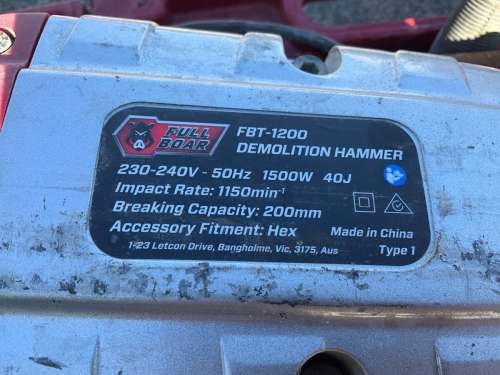 FULL BOAR
FBT-1200
DEMOLITION HAMMER
230-240V - 50Hz 1500W 40J
Impact Rate: 1150min⁻¹
Breaking Capacity: 200mm
Accessory Fitment: Hex
Made in China
1-23 Letcon Drive, Bangholme, Vic, 3175, Aus
Type 1